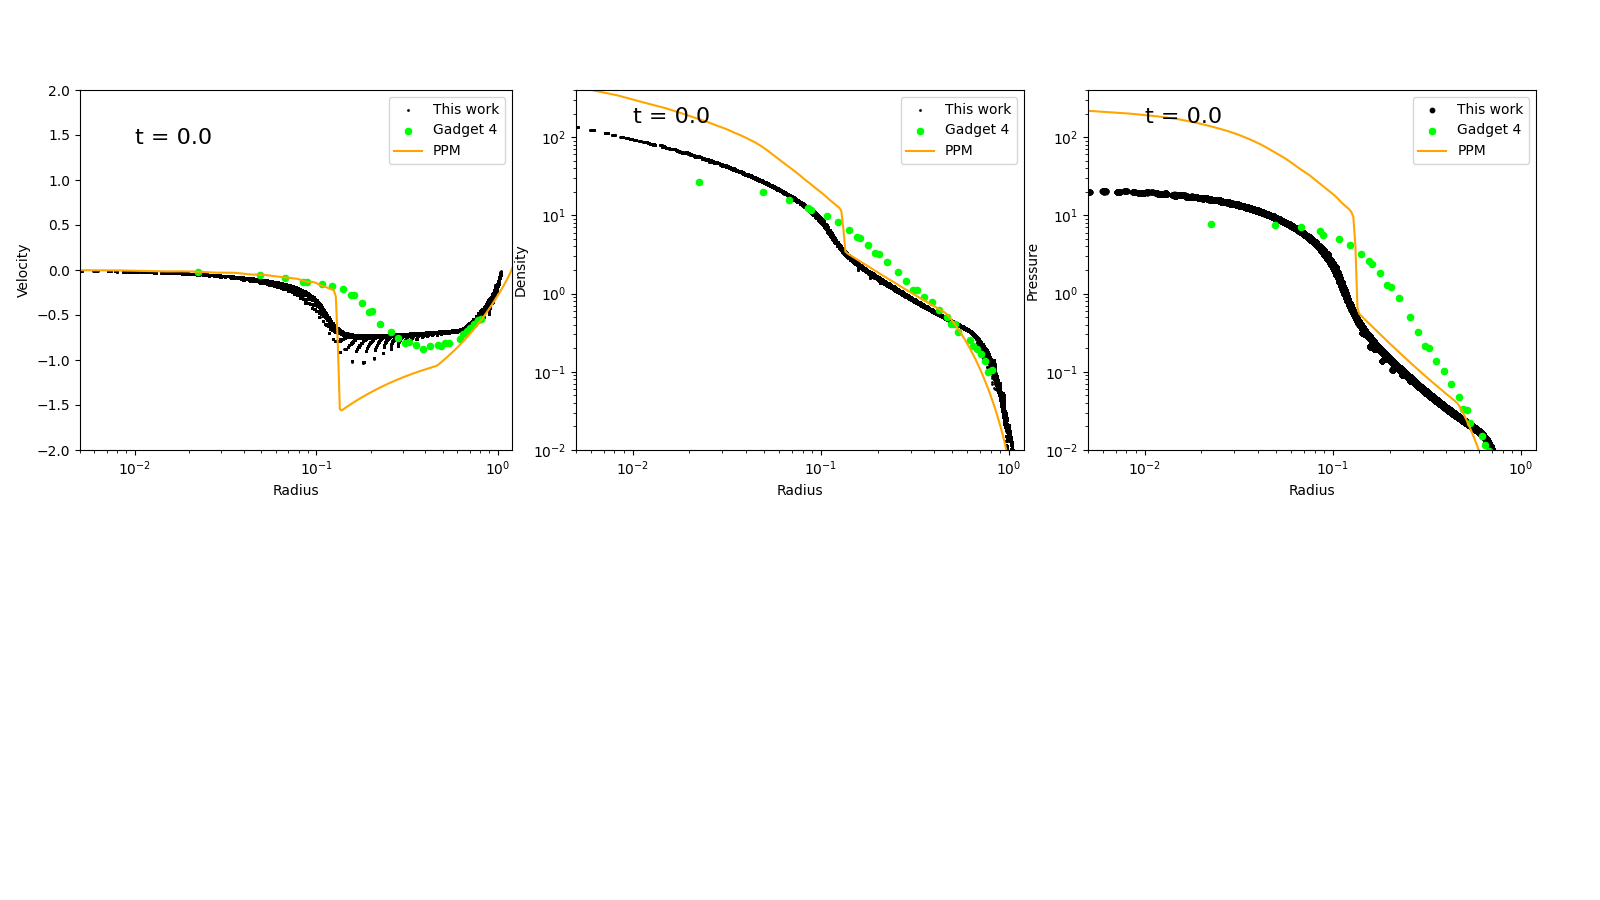 2.0
1.5
1.0
0.5
0.0
−0.5
−1.0
−1.5
−2.0
Velocity
10⁻²
10⁻¹
10⁰
Radius
t = 0.0
This work
Gadget 4
PPM
10²
10¹
10⁰
10⁻¹
10⁻²
Density
10⁻²
10⁻¹
10⁰
Radius
t = 0.0
This work
Gadget 4
PPM
10²
10¹
10⁰
10⁻¹
10⁻²
Pressure
10⁻²
10⁻¹
10⁰
Radius
t = 0.0
This work
Gadget 4
PPM